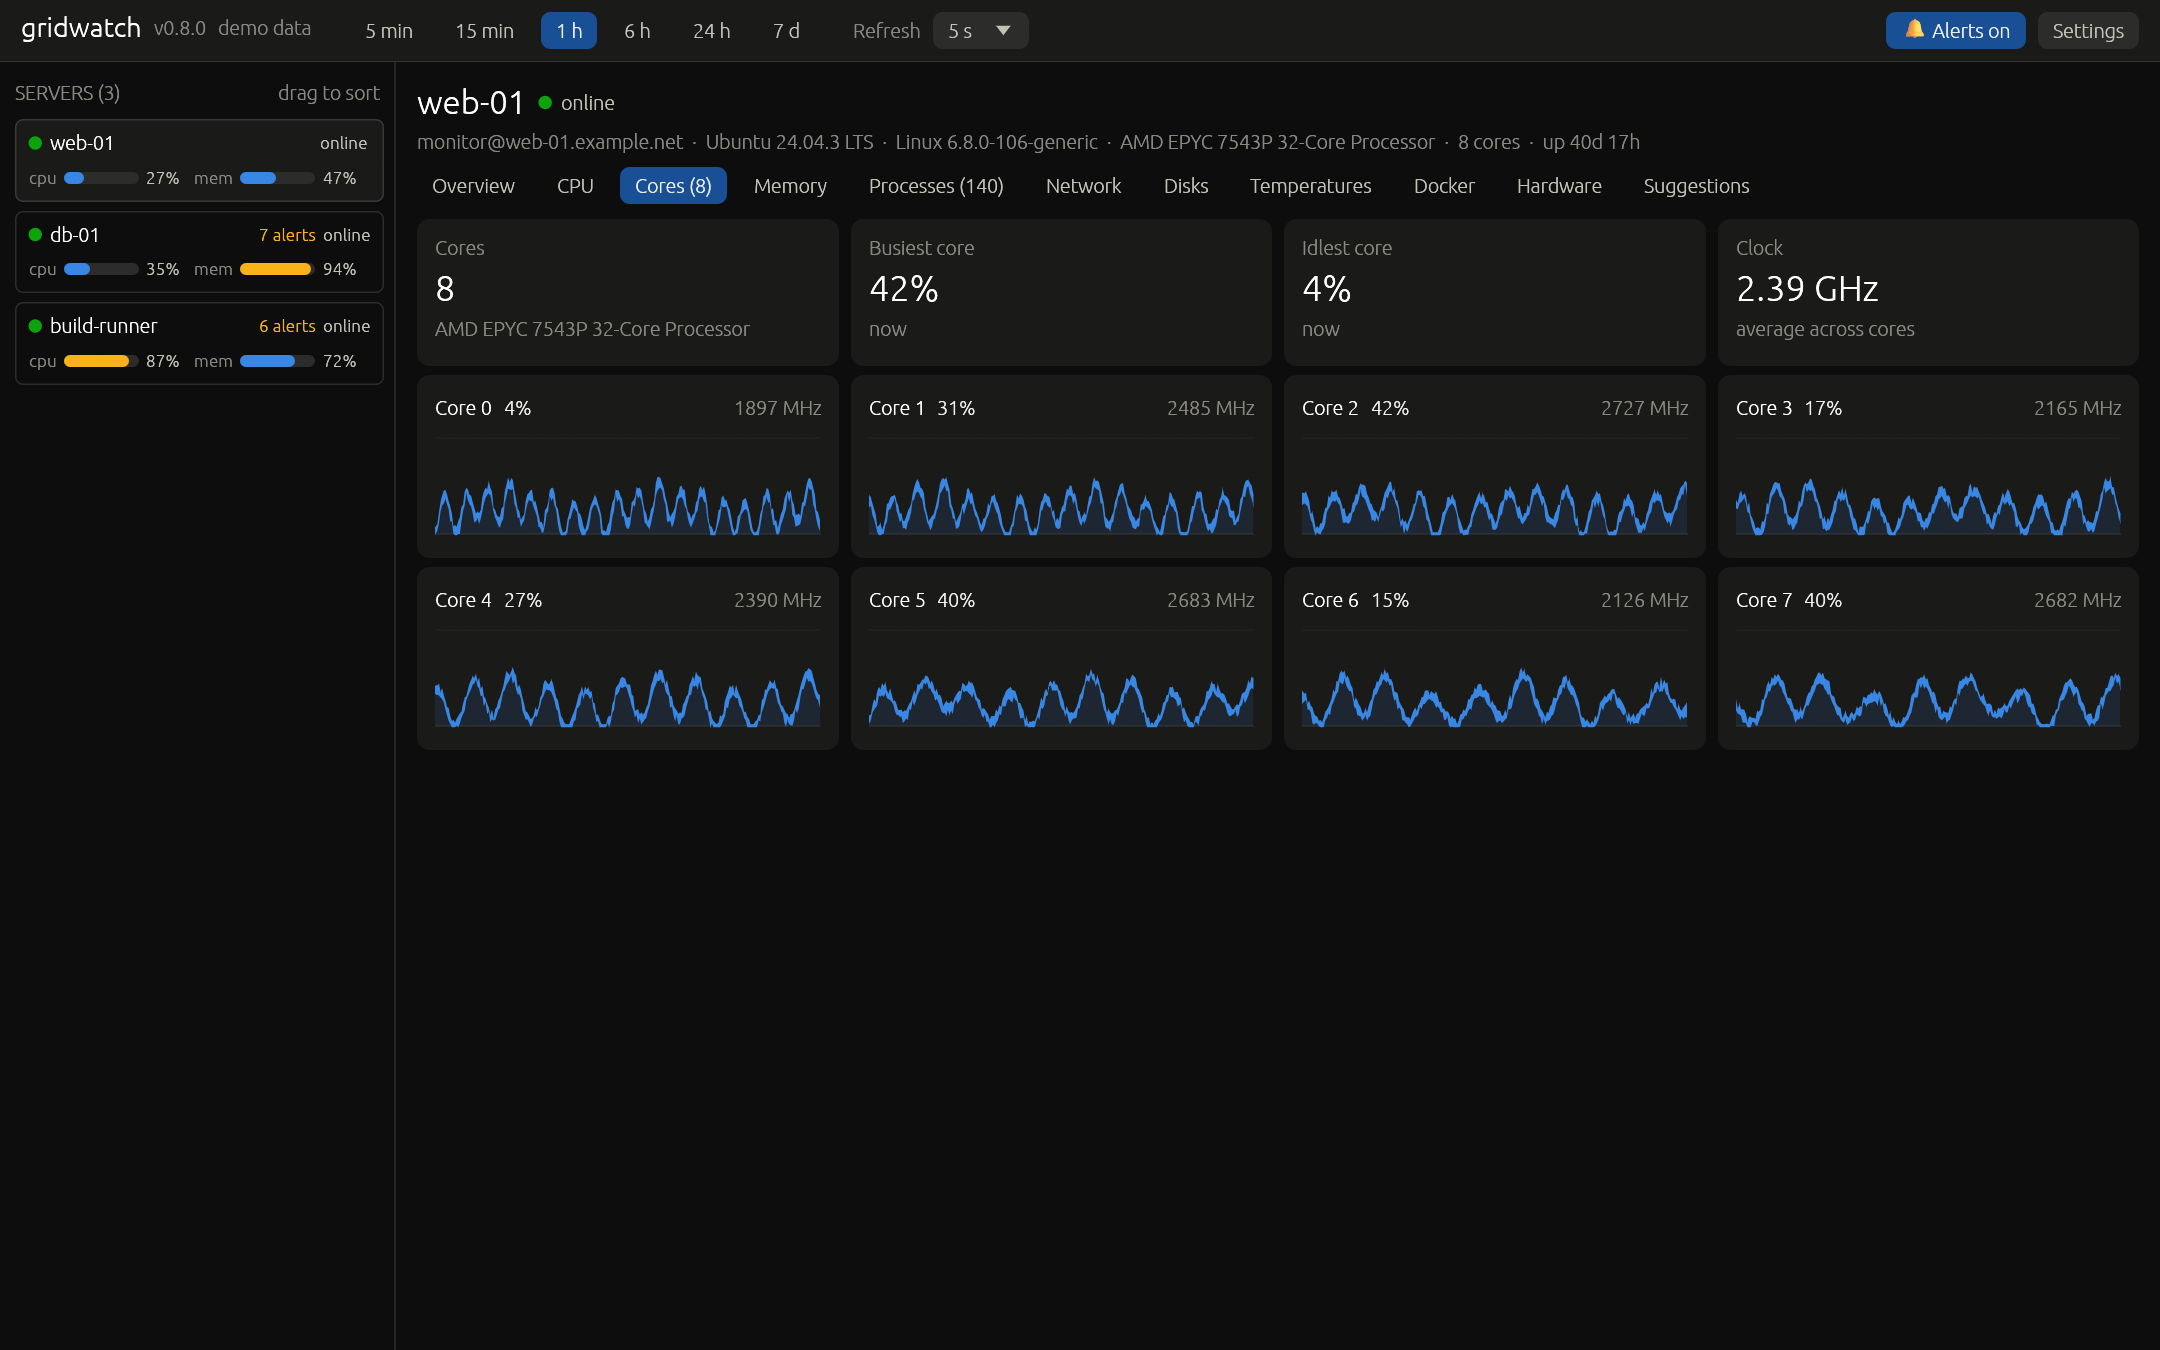 gridwatch v0.8.0 demo data 5 min 15 min 1 h 6 h 24 h 7 d Refresh 5 s Alerts on Settings
SERVERS (3) drag to sort
web-01 online
cpu 27% mem 47%
db-01 7 alerts online
cpu 35% mem 94%
build-runner 6 alerts online
cpu 87% mem 72%
web-01 online
monitor@web-01.example.net · Ubuntu 24.04.3 LTS · Linux 6.8.0-106-generic · AMD EPYC 7543P 32-Core Processor · 8 cores · up 40d 17h
Overview CPU Cores (8) Memory Processes (140) Network Disks Temperatures Docker Hardware Suggestions
Cores
8
AMD EPYC 7543P 32-Core Processor
Busiest core
42%
now
Idlest core
4%
now
Clock
2.39 GHz
average across cores
Core 0 4% 1897 MHz
Core 1 31% 2485 MHz
Core 2 42% 2727 MHz
Core 3 17% 2165 MHz
Core 4 27% 2390 MHz
Core 5 40% 2683 MHz
Core 6 15% 2126 MHz
Core 7 40% 2682 MHz